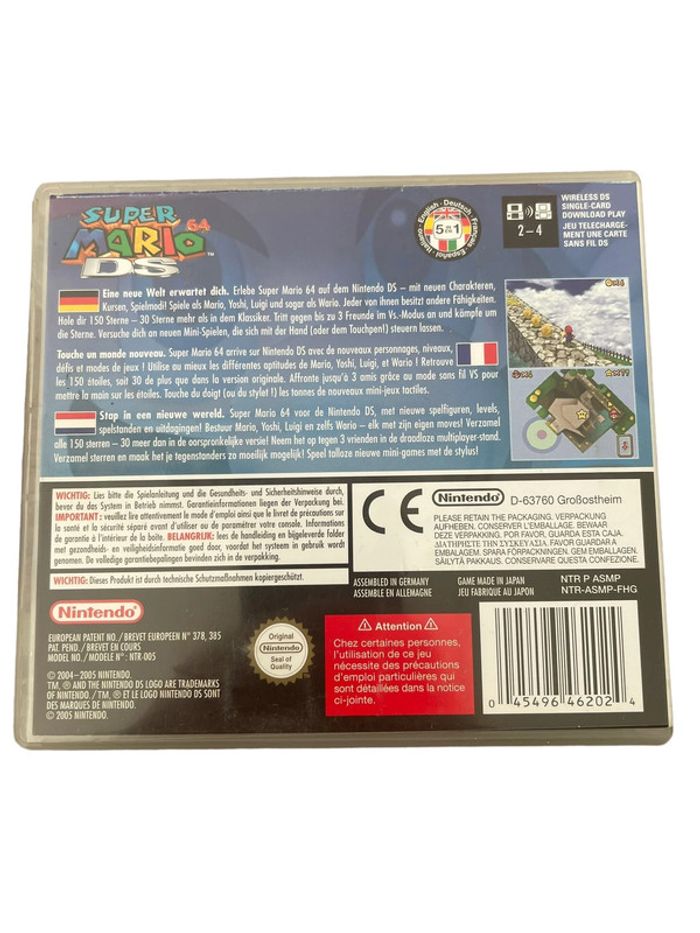 SUPER
MARIO 64 ™
DS
English - Deutsch - Français
Español - Italiano
5 in 1
2 – 4
WIRELESS DS
SINGLE-CARD
DOWNLOAD PLAY
JEU TELECHARGE-
MENT UNE CARTE
SANS FIL DS
Eine neue Welt erwartet dich. Erlebe Super Mario 64 auf dem Nintendo DS – mit neuen Charakteren,
Kursen, Spielmodi! Spiele als Mario, Yoshi, Luigi und sogar als Wario. Jeder von ihnen besitzt andere Fähigkeiten.
Hole dir 150 Sterne – 30 Sterne mehr als in dem Klassiker. Tritt gegen bis zu 3 Freunde im Vs.-Modus an und kämpfe um
die Sterne. Versuche dich an neuen Mini-Spielen, die sich mit der Hand (oder dem Touchpen!) steuern lassen.
Touche un monde nouveau. Super Mario 64 arrive sur Nintendo DS avec de nouveaux personnages, niveaux,
défis et modes de jeux ! Utilise au mieux les différentes aptitudes de Mario, Yoshi, Luigi, et Wario ! Retrouve
les 150 étoiles, soit 30 de plus que dans la version originale. Affronte jusqu'à 3 amis grâce au mode sans fil VS pour
mettre la main sur les étoiles. Touche du doigt (ou du stylet !) les tonnes de nouveaux mini-jeux tactiles.
Stap in een nieuwe wereld. Super Mario 64 voor de Nintendo DS, met nieuwe spelfiguren, levels,
spelstanden en uitdagingen! Bestuur Mario, Yoshi, Luigi en zelfs Wario – elk met zijn eigen moves! Verzamel
alle 150 sterren – 30 meer dan in de oorspronkelijke versie! Neem het op tegen 3 vrienden in de draadloze multiplayer-stand.
Verzamel sterren en maak het je tegenstanders zo moeilijk mogelijk! Speel talloze nieuwe mini-games met de stylus!
WICHTIG: Lies bitte die Spielanleitung und die Gesundheits- und Sicherheitshinweise durch,
bevor du das System in Betrieb nimmst. Garantieinformationen liegen der Verpackung bei.
IMPORTANT : veuillez lire attentivement le mode d'emploi ainsi que le livret de précautions sur
la santé et la sécurité séparé avant d'utiliser ou de paramétrer votre console. Informations
de garantie à l'intérieur de la boîte. BELANGRIJK: lees de handleiding en bijgeleverde folder
met gezondheids- en veiligheidsinformatie goed door, voordat het systeem in gebruik wordt
genomen. De volledige garantiebepalingen bevinden zich in de verpakking.
WICHTIG: Dieses Produkt ist durch technische Schutzmaßnahmen kopiergeschützt.
CE
Nintendo® D-63760 Großostheim
PLEASE RETAIN THE PACKAGING. VERPACKUNG
AUFHEBEN. CONSERVER L'EMBALLAGE. BEWAAR
DEZE VERPAKKING. POR FAVOR, GUARDA ESTA CAJA.
ΔΙΑΤΗΡΗΣΤΕ ΤΗΝ ΣΥΣΚΕΥΑΣΙΑ. FAVOR GUARDAR A
EMBALAGEM. SPARA FÖRPACKNINGEN. GEM EMBALLAGEN.
SÄILYTÄ PAKKAUS. CONSERVARE QUESTA CONFEZIONE.
ASSEMBLED IN GERMANY
ASSEMBLE EN ALLEMAGNE
GAME MADE IN JAPAN
JEU FABRIQUE AU JAPON
NTR P ASMP
NTR-ASMP-FHG
Nintendo®
EUROPEAN PATENT NO./BREVET EUROPEEN N° 378, 385
PAT. PEND./BREVET EN COURS
MODEL NO./MODELE N° : NTR-005
© 2004–2005 NINTENDO.
TM, ® AND THE NINTENDO DS LOGO ARE TRADEMARKS
OF NINTENDO./TM, ® ET LE LOGO NINTENDO DS SONT
DES MARQUES DE NINTENDO.
© 2005 NINTENDO.
Original
Nintendo
Seal of
Quality
⚠ Attention ⚠
Chez certaines personnes,
l'utilisation de ce jeu
nécessite des précautions
d'emploi particulières qui
sont détaillées dans la notice
ci-jointe.
0 45496 46202 4